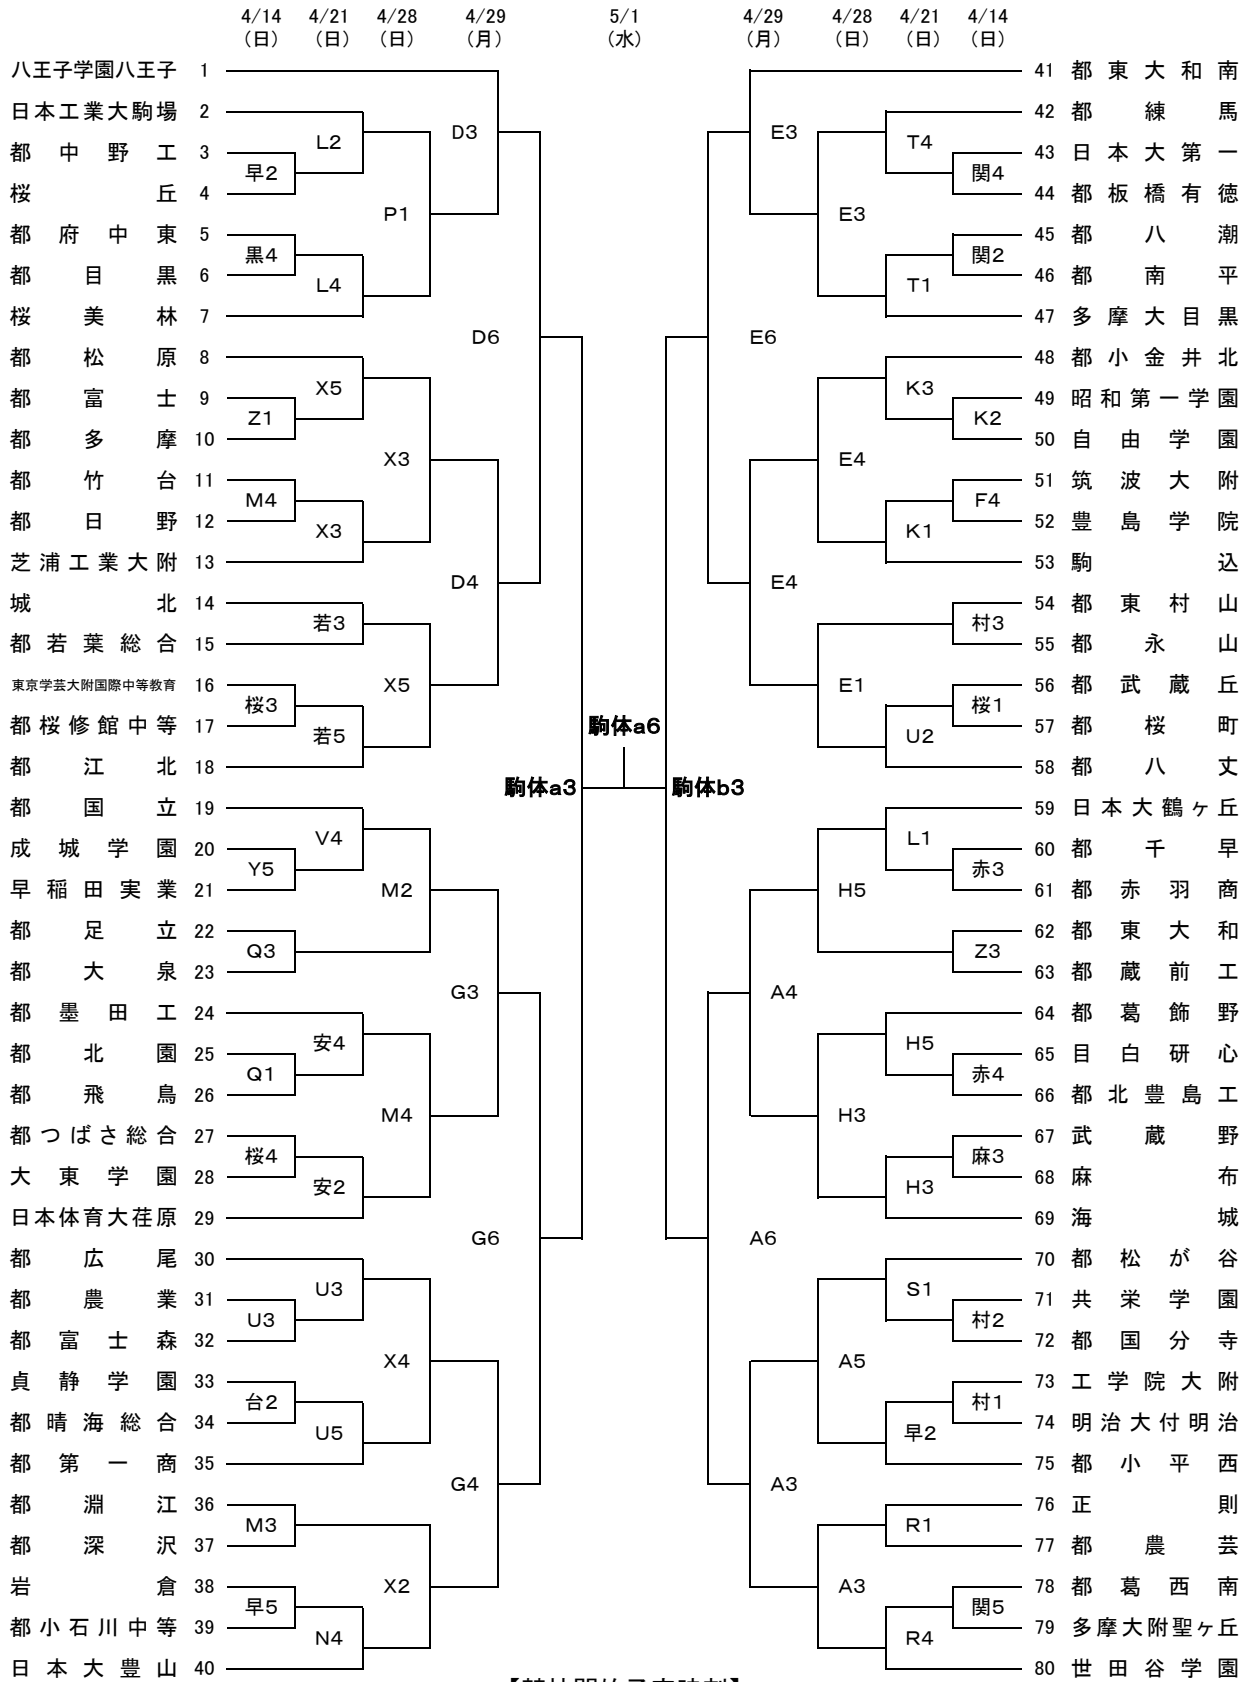 4/14 4/21 4/28 4/29 5/1 4/29 4/28 4/21 4/14
(日) (日) (日) (月) (水) (月) (日) (日) (日)
八王子学園八王子 1 41 都東大和南
日本工業大駒場 2 42 都練馬
D3 E3
L2 T4
都中野工 3 43 日本大第一
早2 関4
桜丘 4 44 都板橋有徳
P1 E3
都府中東 5 45 都八潮
黒4 関2
都目黒 6 46 都南平
L4 T1
桜美林 7 47 多摩大目黒
D6 E6
都松原 8 48 都小金井北
X5 K3
都富士 9 49 昭和第一学園
Z1 K2
都多摩 10 50 自由学園
X3 E4
都竹台 11 51 筑波大附
M4 F4
都日野 12 52 豊島学院
X3 K1
芝浦工業大附 13 53 駒込
D4 E4
城北 14 54 都東村山
若3 村3
都若葉総合 15 55 都永山
東京学芸大附国際中等教育 16 X5 E1 56 都武蔵丘
桜3 桜1
都桜修館中等 17 駒体a6 57 都桜町
若5 U2
都江北 18 58 都八丈
駒体a3 駒体b3
都国立 19 59 日本大鶴ヶ丘
V4 L1
成城学園 20 60 都千早
Y5 赤3
早稲田実業 21 M2 H5 61 都赤羽商
都足立 22 62 都東大和
Q3 Z3
都大泉 23 63 都蔵前工
G3 A4
都墨田工 24 64 都葛飾野
安4 H5
都北園 25 65 目白研心
Q1 赤4
都飛鳥 26 66 都北豊島工
M4 H3
都つばさ総合 27 67 武蔵野
桜4 麻3
大東学園 28 68 麻布
安2 H3
日本体育大荏原 29 69 海城
G6 A6
都広尾 30 70 都松が谷
U3 S1
都農業 31 71 共栄学園
U3 村2
都富士森 32 72 都国分寺
X4 A5
貞静学園 33 73 工学院大附
台2 村1
都晴海総合 34 74 明治大付明治
U5 早2
都第一商 35 75 都小平西
G4 A3
都淵江 36 76 正則
M3 R1
都深沢 37 77 都農芸
岩倉 38 X2 A3 78 都葛西南
早5 関5
都小石川中等 39 79 多摩大附聖ヶ丘
N4 R4
日本大豊山 40 80 世田谷学園